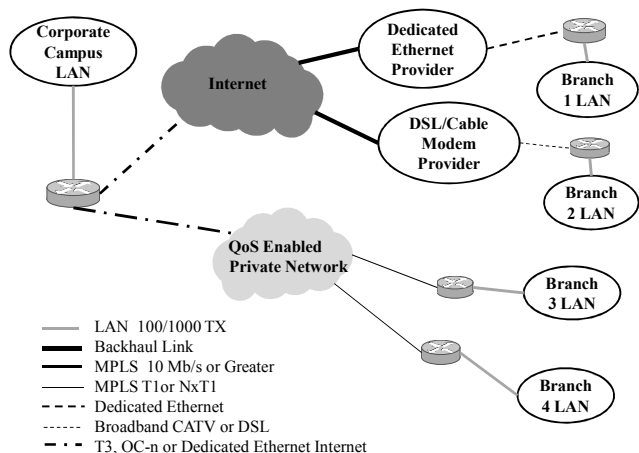 Corporate
Campus
LAN
Internet
Dedicated
Ethernet
Provider
Branch
1 LAN
DSL/Cable
Modem
Provider
Branch
2 LAN
QoS Enabled
Private Network
Branch
3 LAN
Branch
4 LAN
LAN 100/1000 TX
Backhaul Link
MPLS 10 Mb/s or Greater
MPLS T1or NxT1
Dedicated Ethernet
Broadband CATV or DSL
T3, OC-n or Dedicated Ethernet Internet